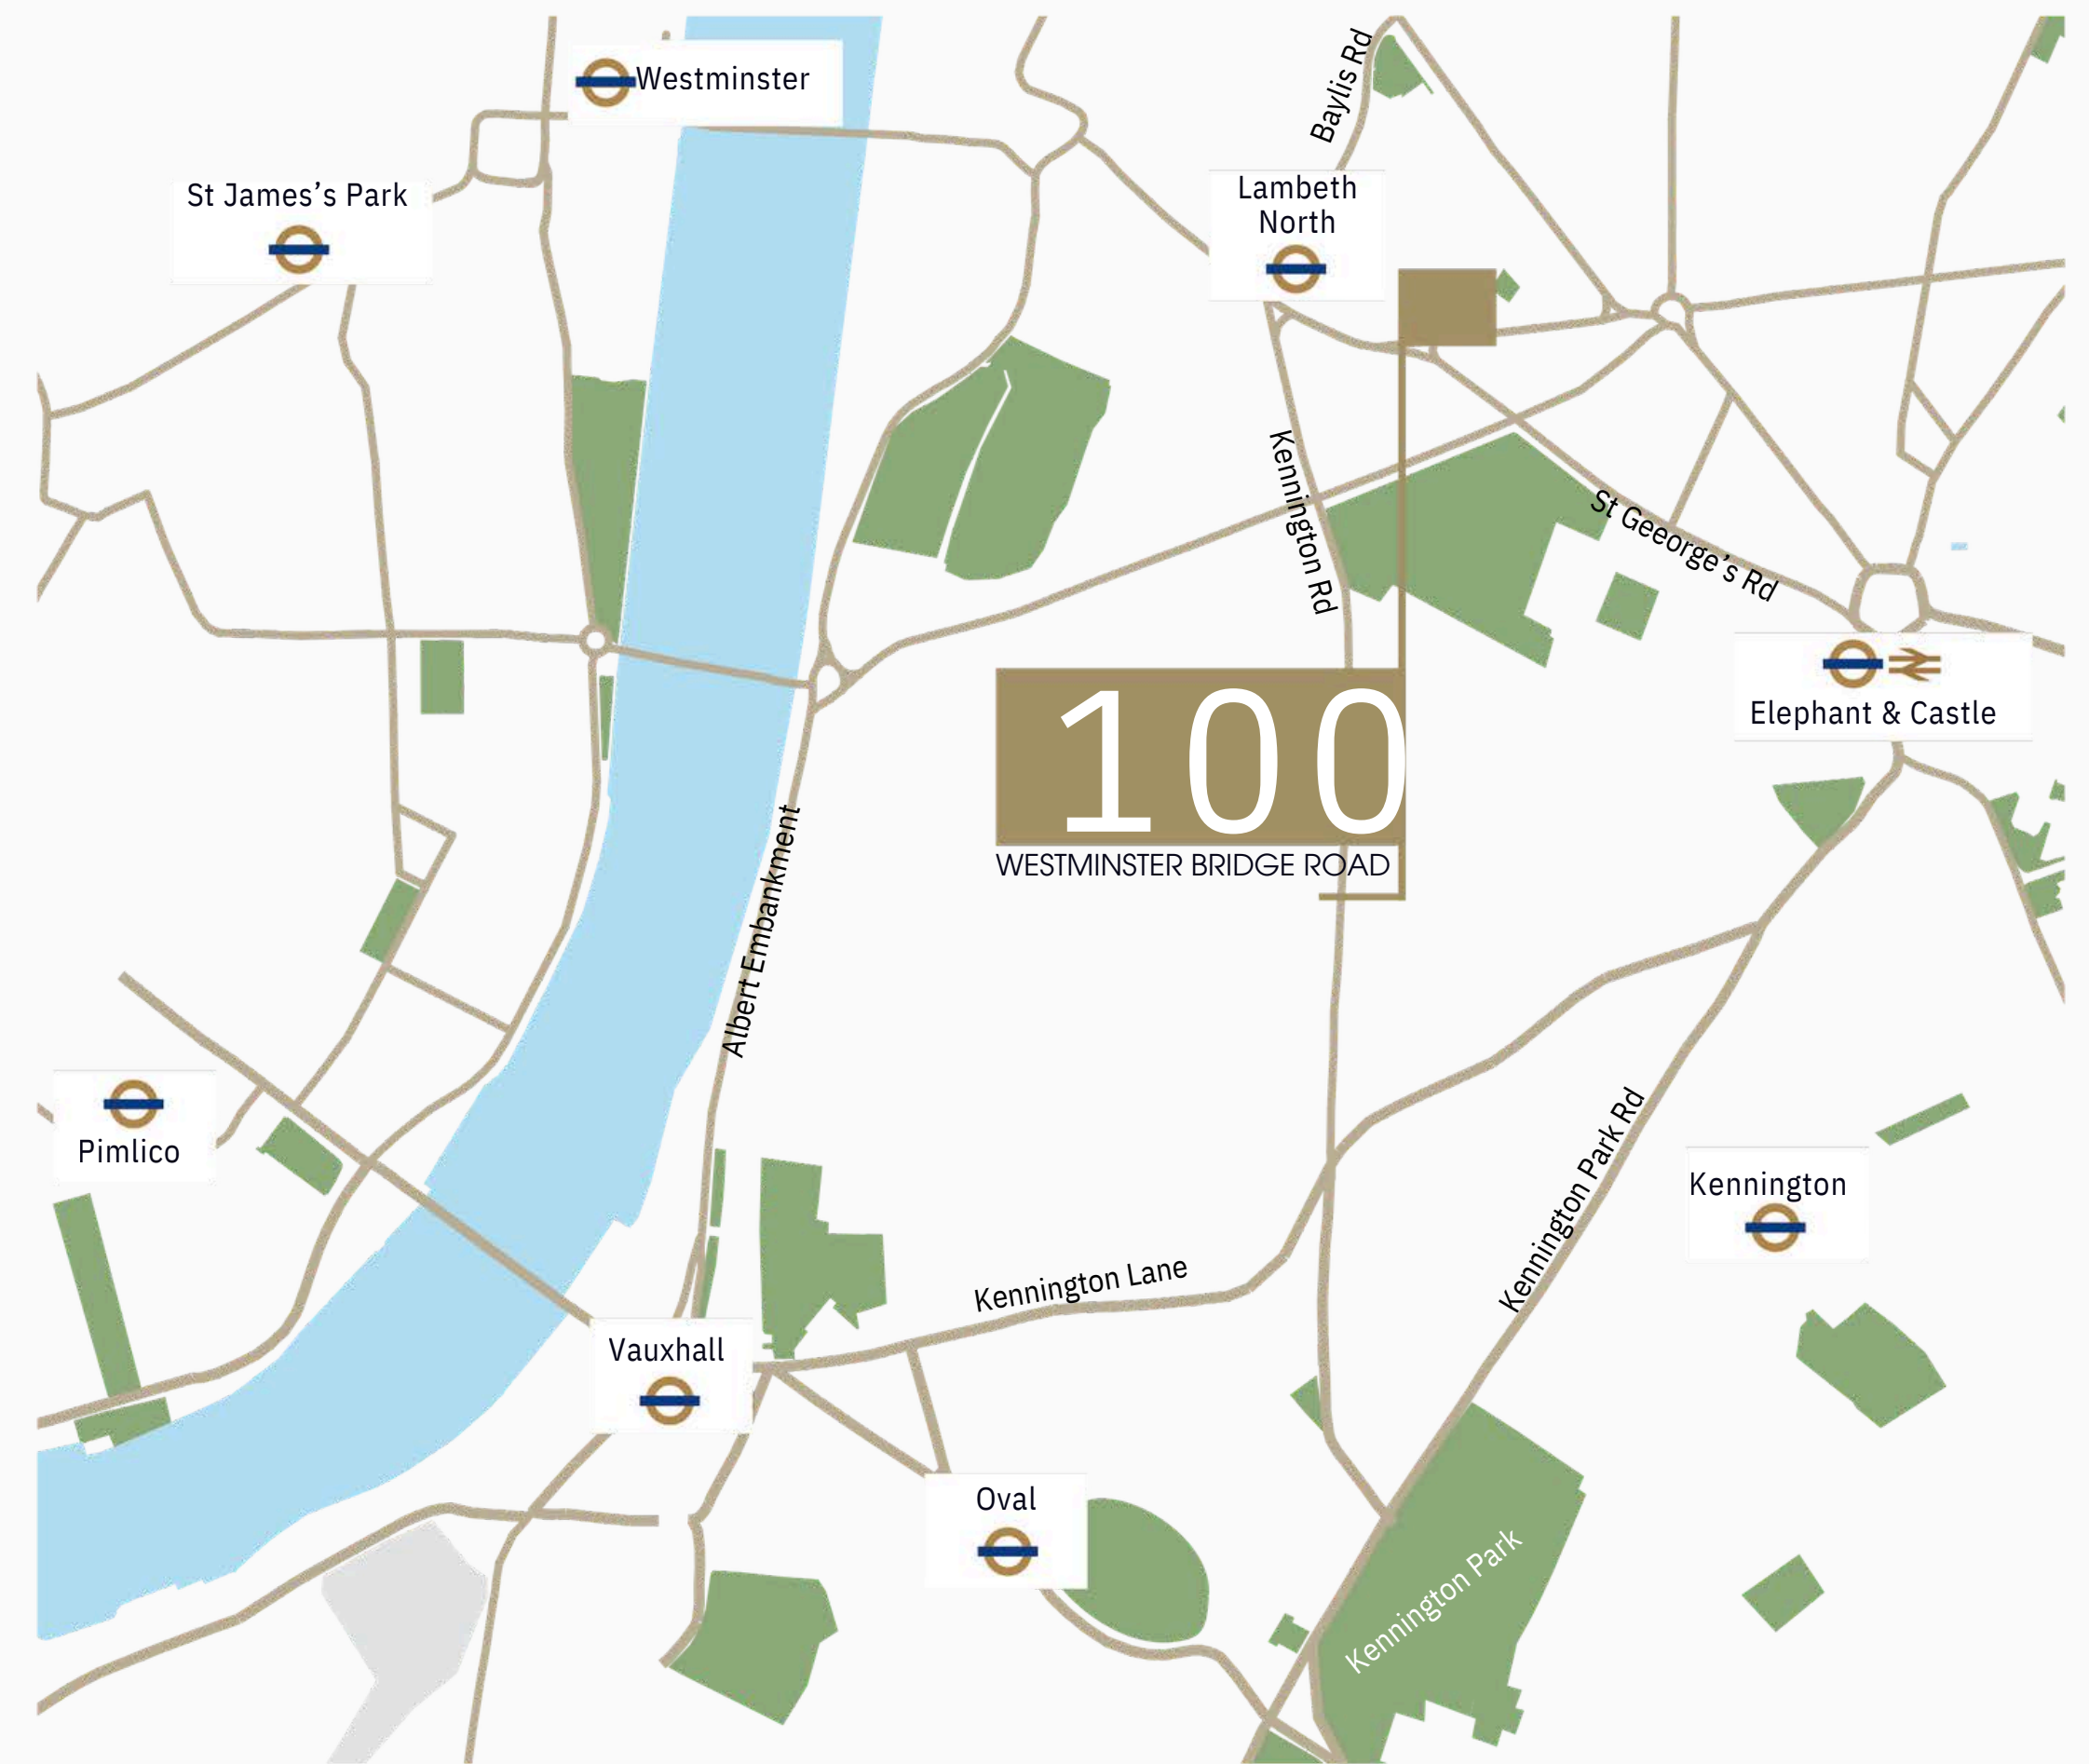 Westminster
Baylis Rd
St James’s Park
Lambeth
North
Kennington Rd
St Geeorge’s Rd
Elephant & Castle
100
WESTMINSTER BRIDGE ROAD
Albert Embankment
Pimlico
Kennington Park Rd
Kennington
Kennington Lane
Vauxhall
Oval
Kennington Park